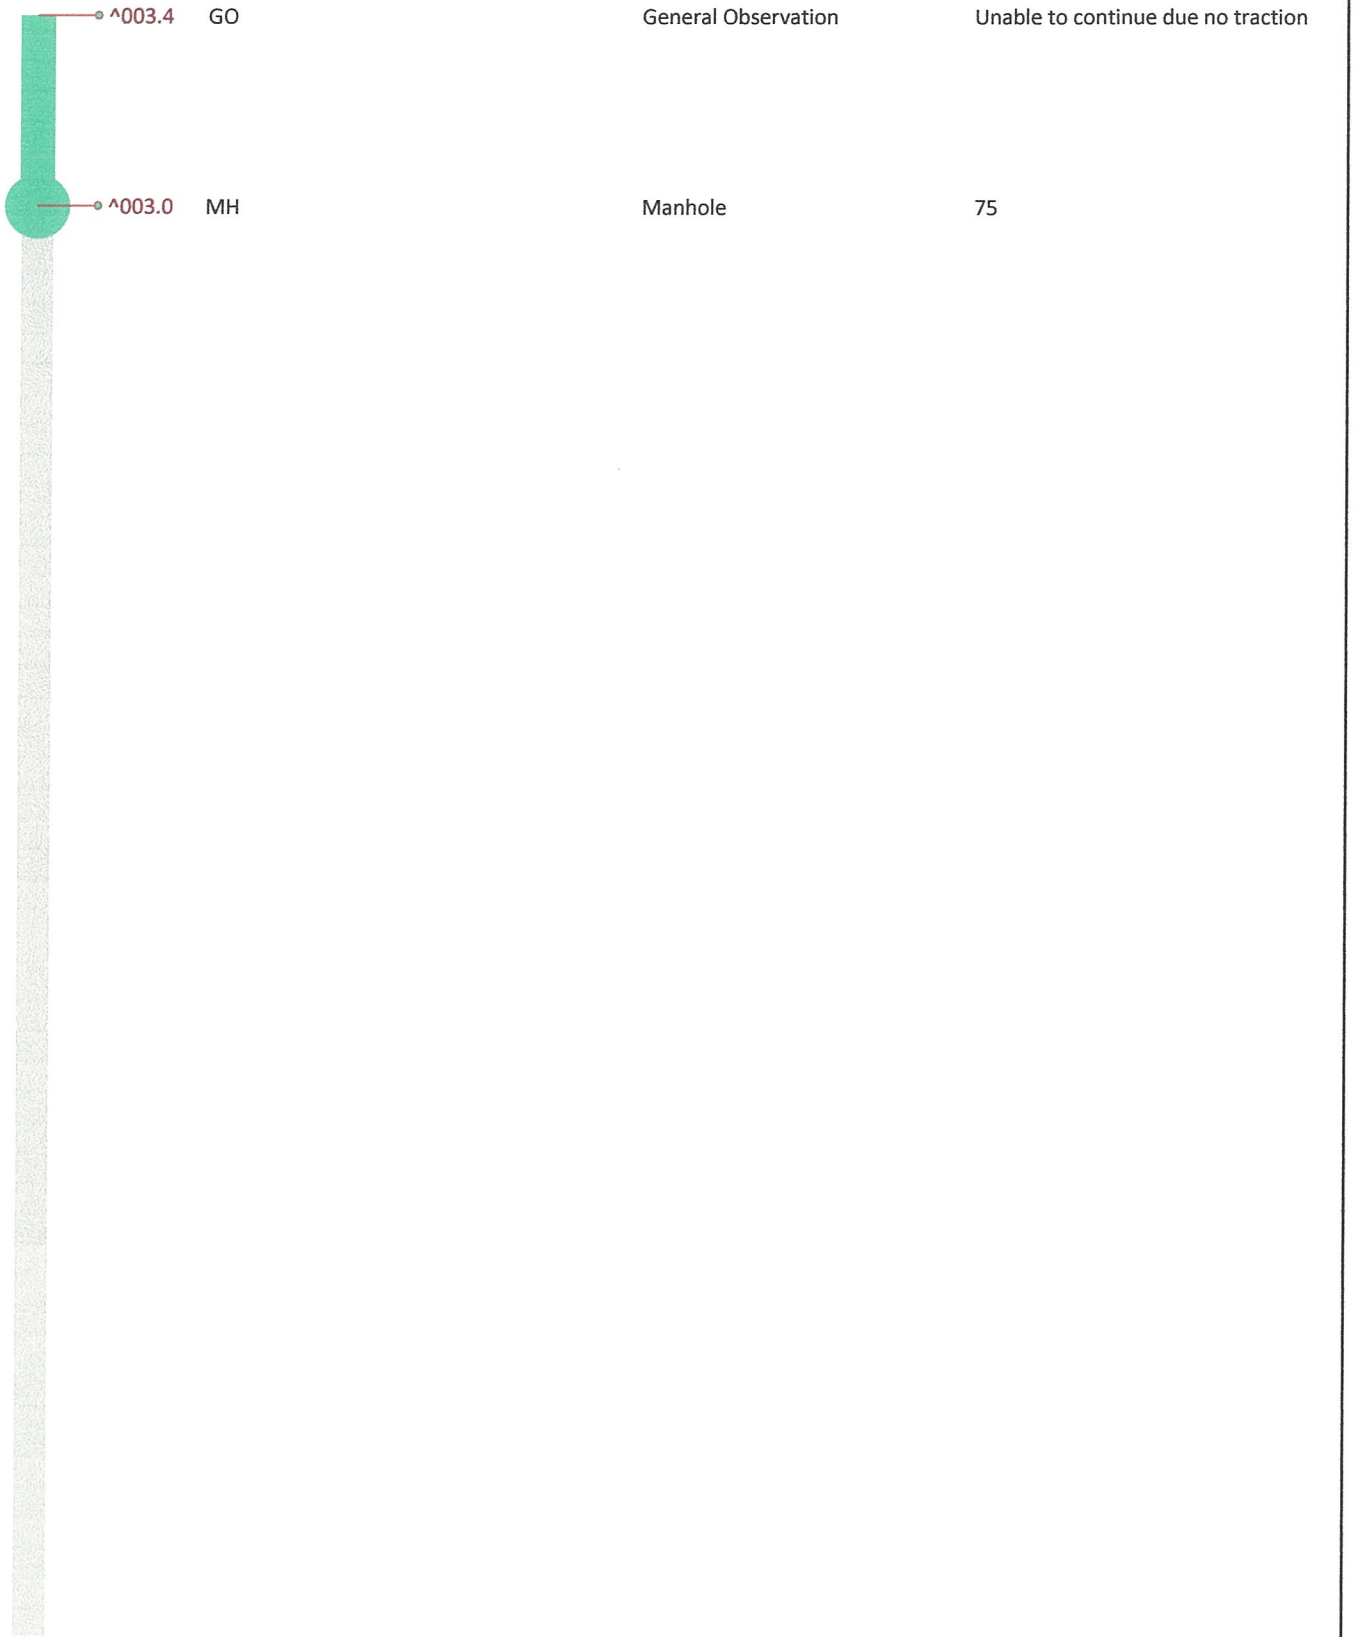 ^003.4 GO General Observation Unable to continue due no traction
^003.0 MH Manhole 75